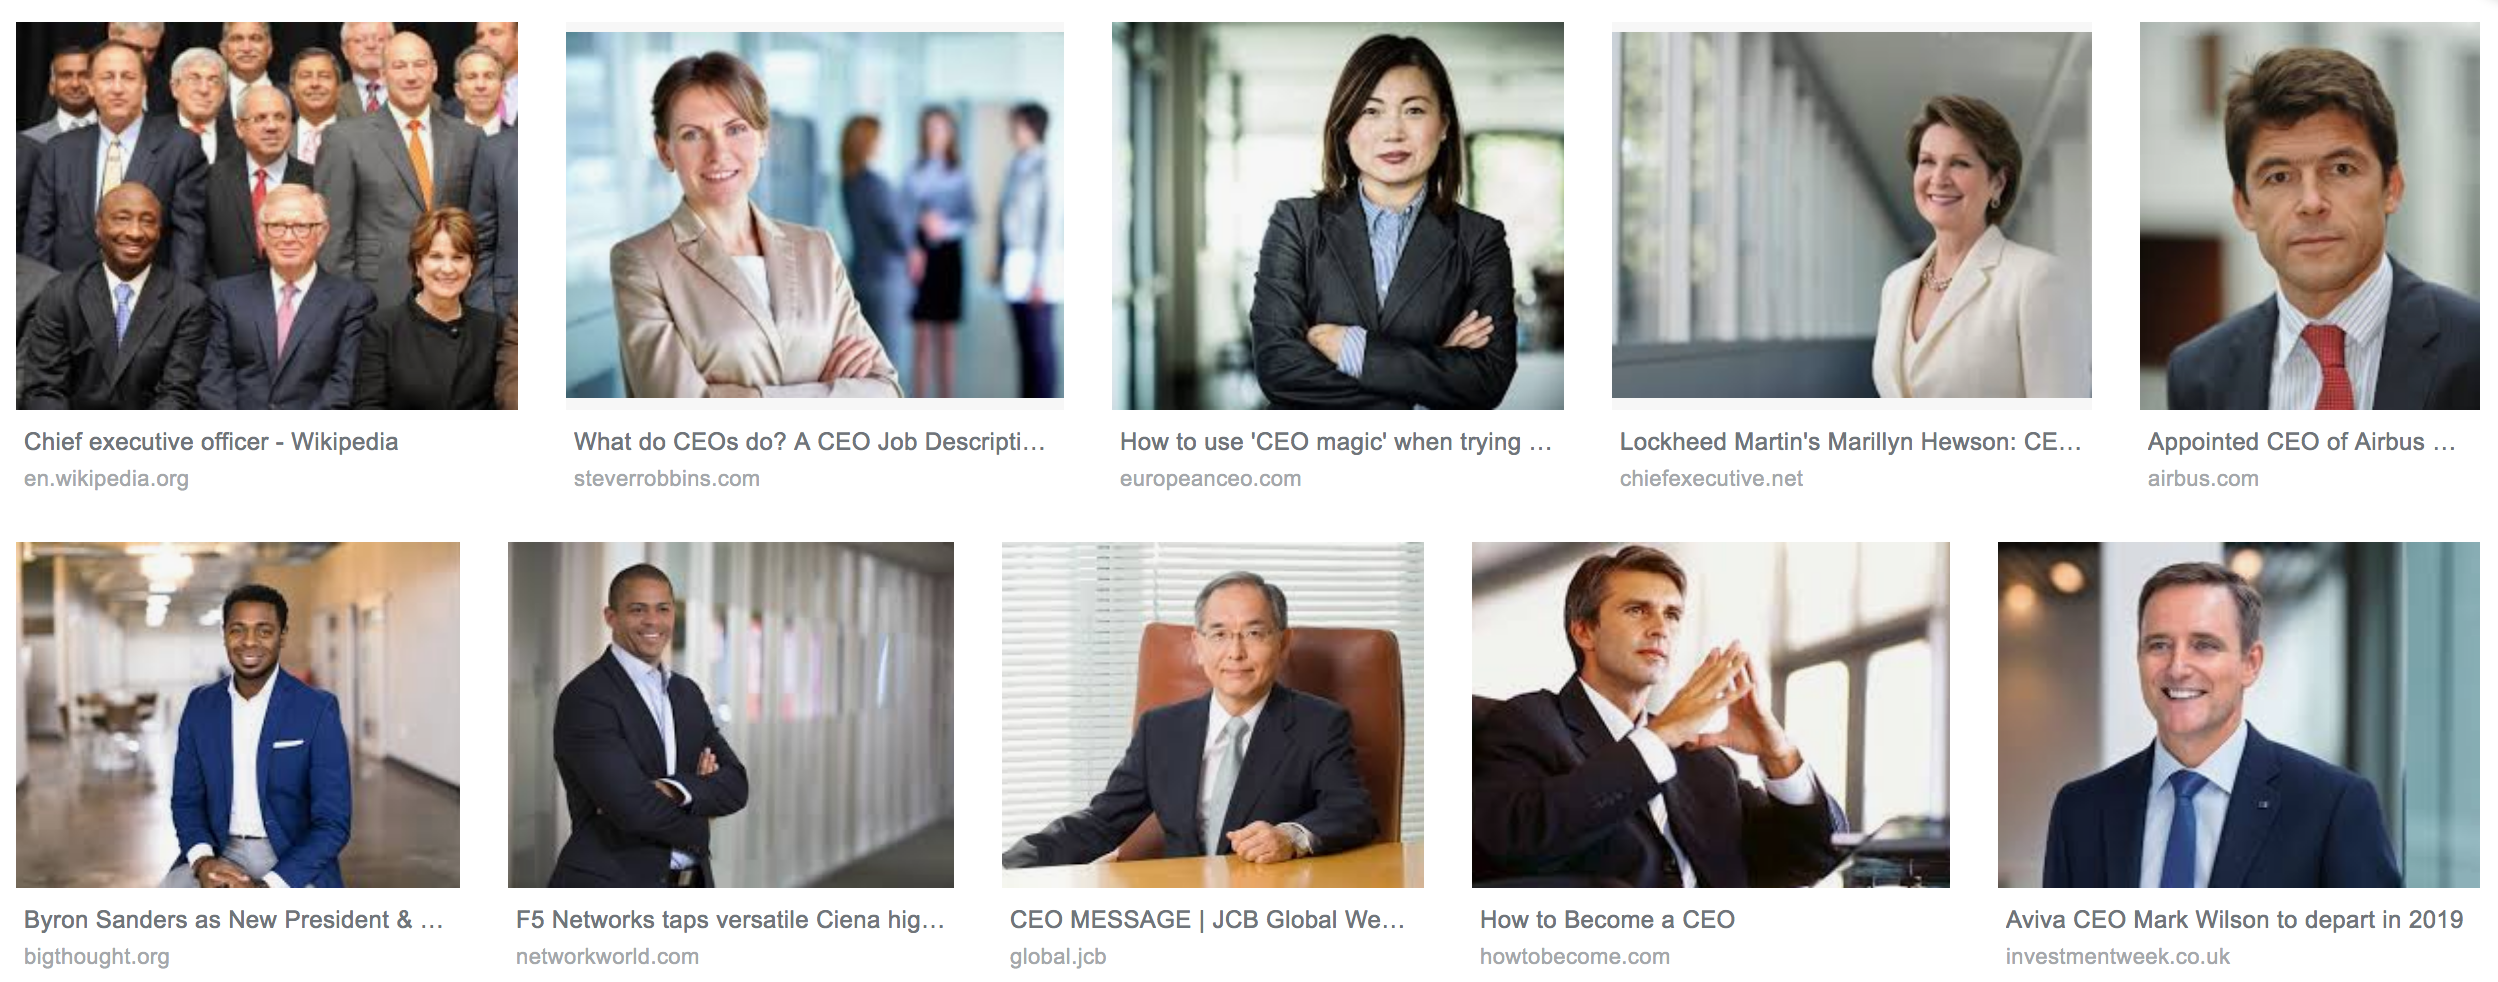 Chief executive officer - Wikipedia
en.wikipedia.org
What do CEOs do? A CEO Job Descripti...
steverrobbins.com
How to use 'CEO magic' when trying ...
europeanceo.com
Lockheed Martin's Marillyn Hewson: CE...
chiefexecutive.net
Appointed CEO of Airbus ...
airbus.com
Byron Sanders as New President & ...
bigthought.org
F5 Networks taps versatile Ciena hig...
networkworld.com
CEO MESSAGE | JCB Global We...
global.jcb
How to Become a CEO
howtobecome.com
Aviva CEO Mark Wilson to depart in 2019
investmentweek.co.uk